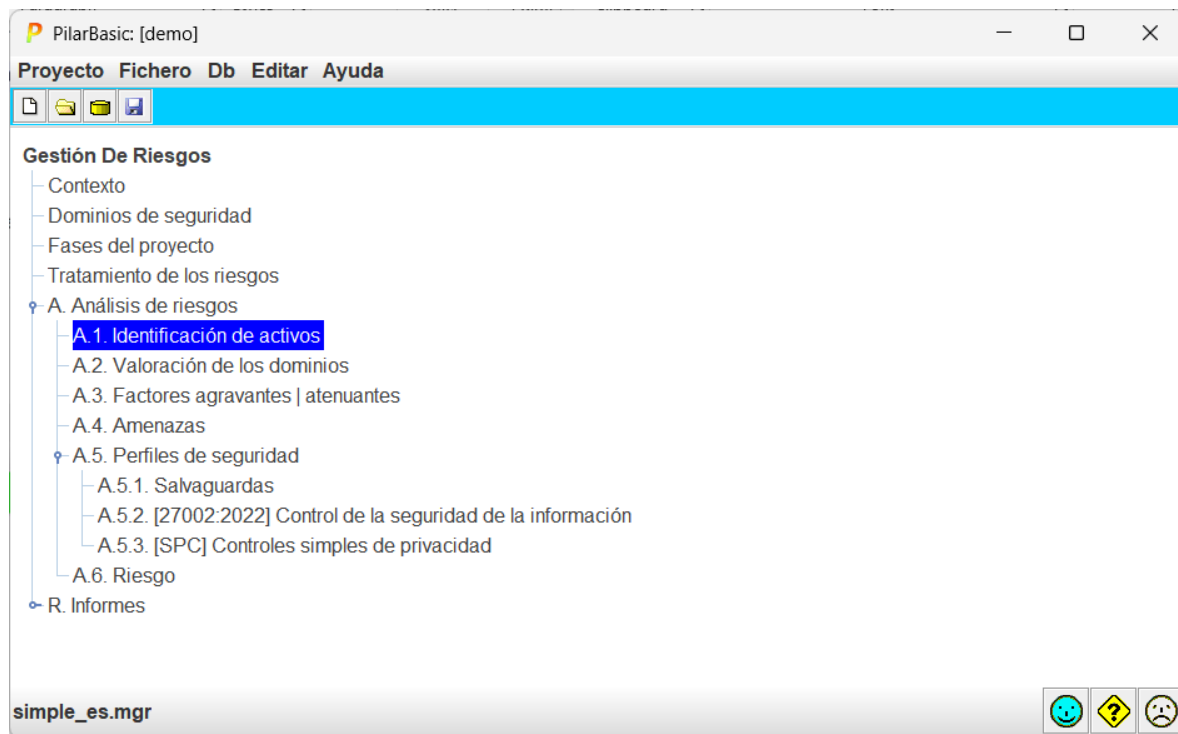 PilarBasic: [demo]
Proyecto Fichero Db Editar Ayuda
Gestión De Riesgos
Contexto
Dominios de seguridad
Fases del proyecto
Tratamiento de los riesgos
A. Análisis de riesgos
A.1. Identificación de activos
A.2. Valoración de los dominios
A.3. Factores agravantes | atenuantes
A.4. Amenazas
A.5. Perfiles de seguridad
A.5.1. Salvaguardas
A.5.2. [27002:2022] Control de la seguridad de la información
A.5.3. [SPC] Controles simples de privacidad
A.6. Riesgo
R. Informes
simple_es.mgr